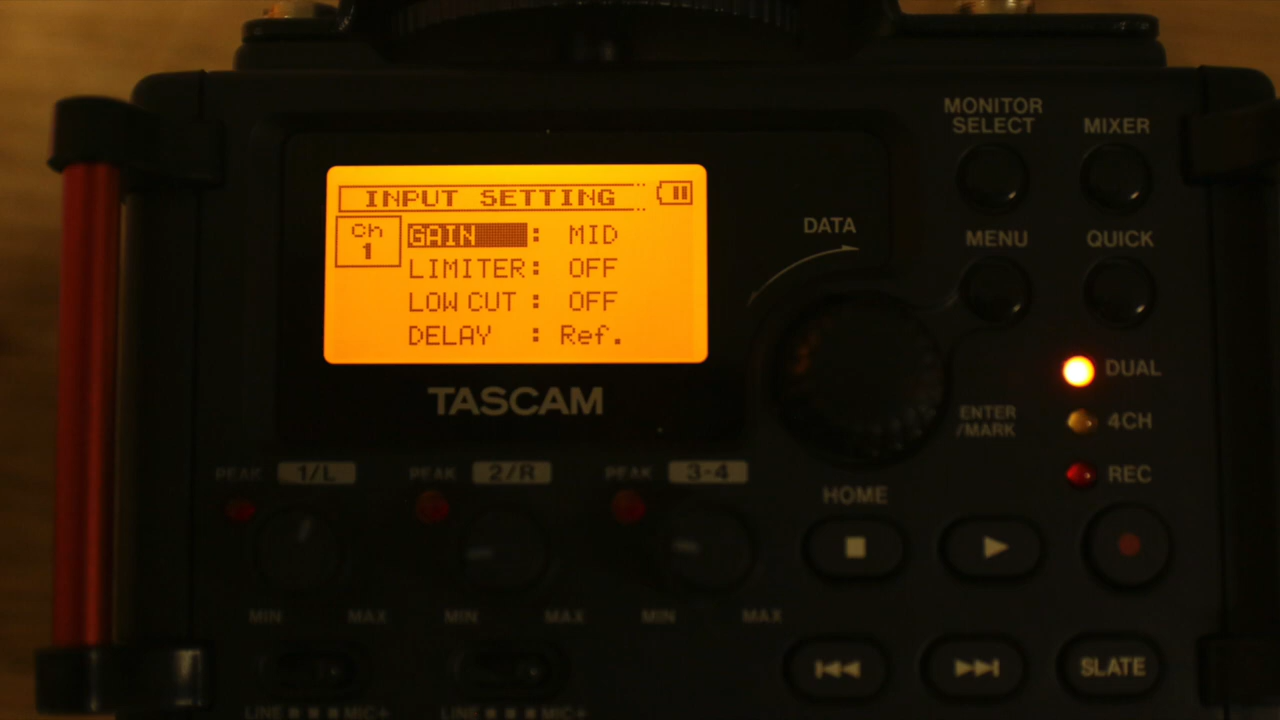 MONITOR
SELECT
MIXER
INPUT SETTING
Ch
1
GAIN : MID
LIMITER : OFF
LOW CUT : OFF
DELAY : Ref.
DATA
MENU
QUICK
TASCAM
DUAL
4CH
REC
ENTER
/MARK
PEAK 1/L
PEAK 2/R
PEAK 3-4
HOME
MIN MAX
MIN MAX
MIN MAX
SLATE
LINE MIC+
LINE MIC+